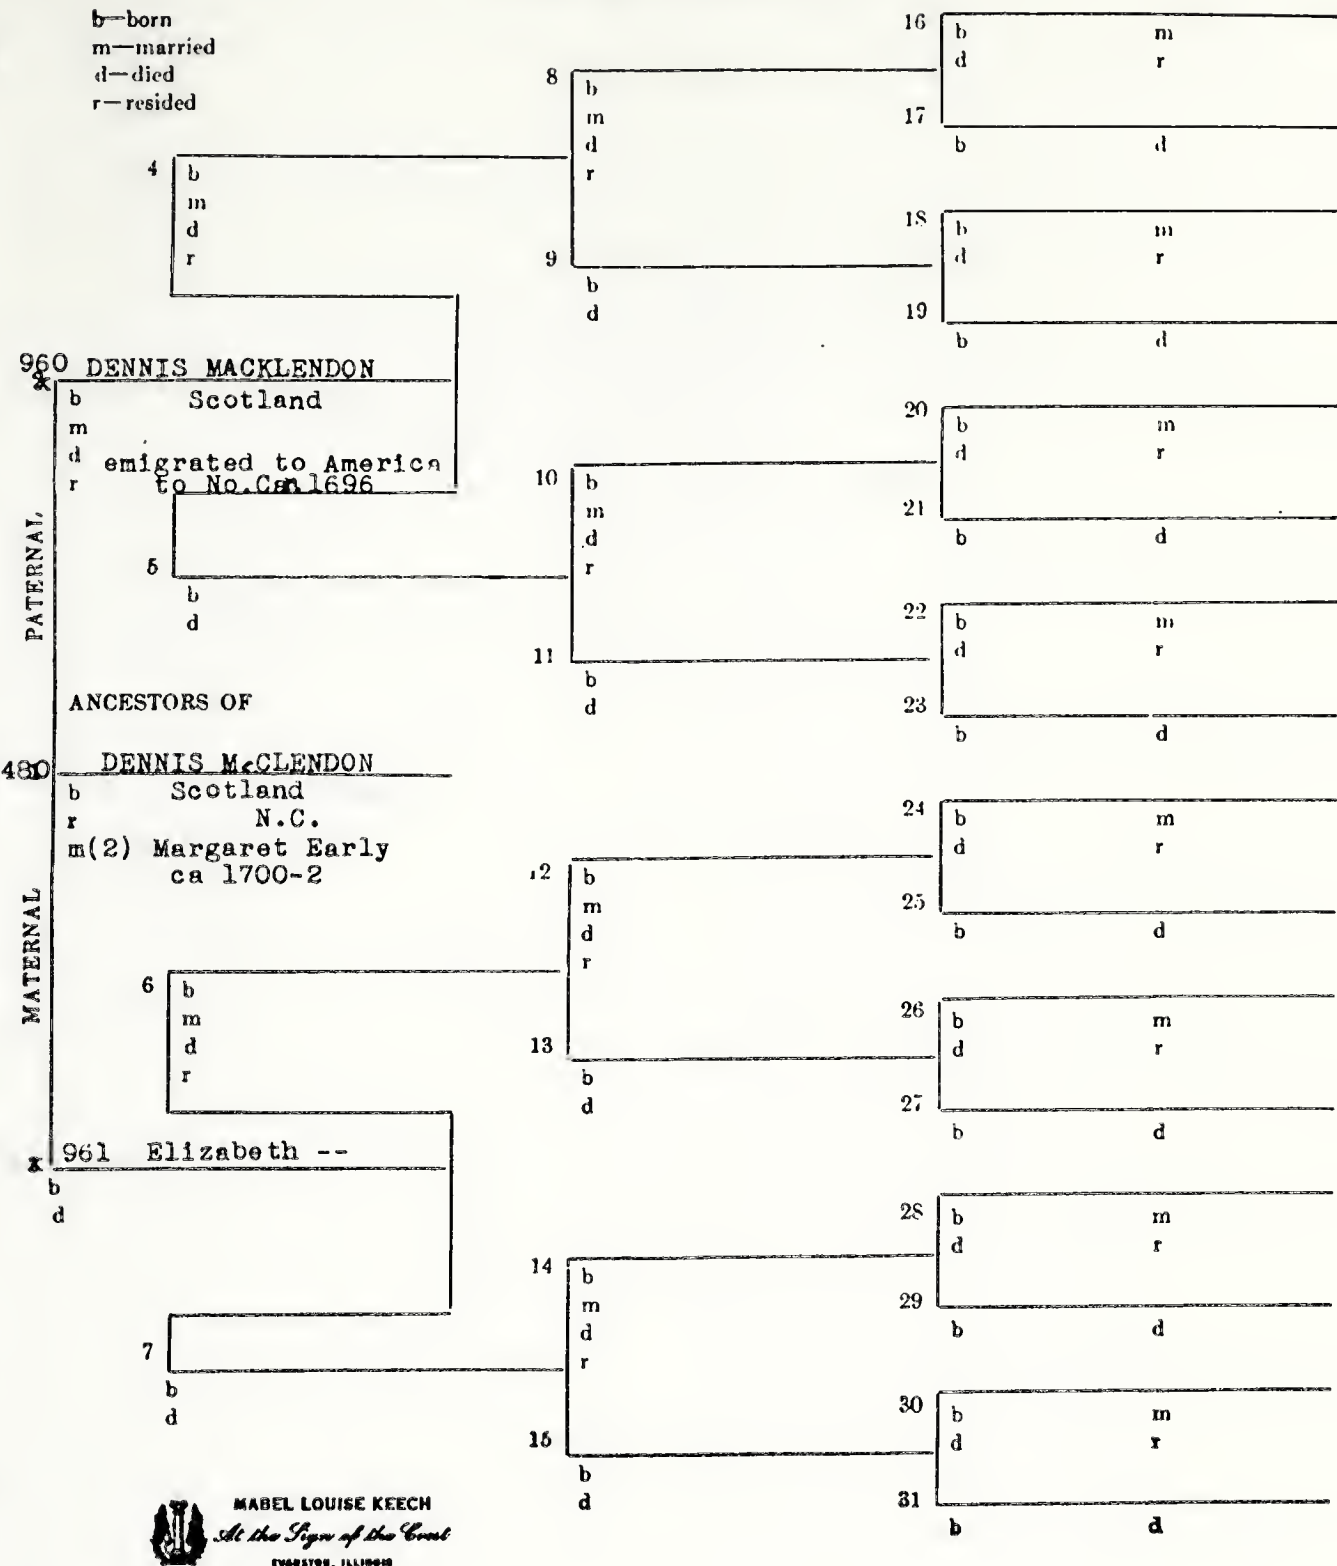 b—born
m—married
d—died
r—resided
4
b
m
d
r
960 DENNIS MACKLENDON
b Scotland
m
d emigrated to America
r to No.Car.1696
5
b
d
PATERNAL
ANCESTORS OF
480 DENNIS McCLENDON
b Scotland
r N.C.
m(2) Margaret Early
ca 1700-2
MATERNAL
6
b
m
d
r
961 Elizabeth --
b
d
7
b
d
8
b
m
d
r
9
b
d
10
b
m
d
r
11
b
d
12
b
m
d
r
13
b
d
14
b
m
d
r
15
b
d
16
b m
d r
17
b d
18
b m
d r
19
b d
20
b m
d r
21
b d
22
b m
d r
23
b d
24
b m
d r
25
b d
26
b m
d r
27
b d
28
b m
d r
29
b d
30
b m
d r
31
b d
MABEL LOUISE KEECH
At the Sign of the Crest
EVANSTON, ILLINOIS